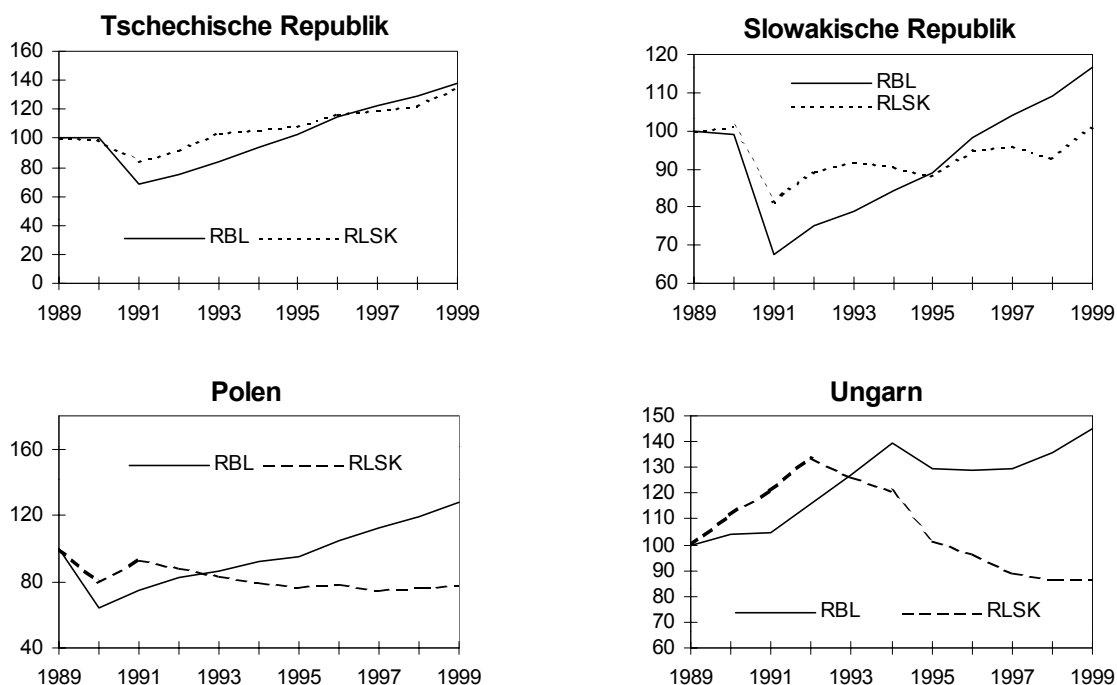 Tschechische Republik
160
140
120
100
80
60
40
20
0
RBL RLSK
1989 1991 1993 1995 1997 1999
Slowakische Republik
120
110
100
90
80
70
60
RBL
RLSK
1989 1991 1993 1995 1997 1999
Polen
160
120
80
40
RBL RLSK
1989 1991 1993 1995 1997 1999
Ungarn
150
140
130
120
110
100
90
80
70
60
RBL RLSK
1989 1991 1993 1995 1997 1999